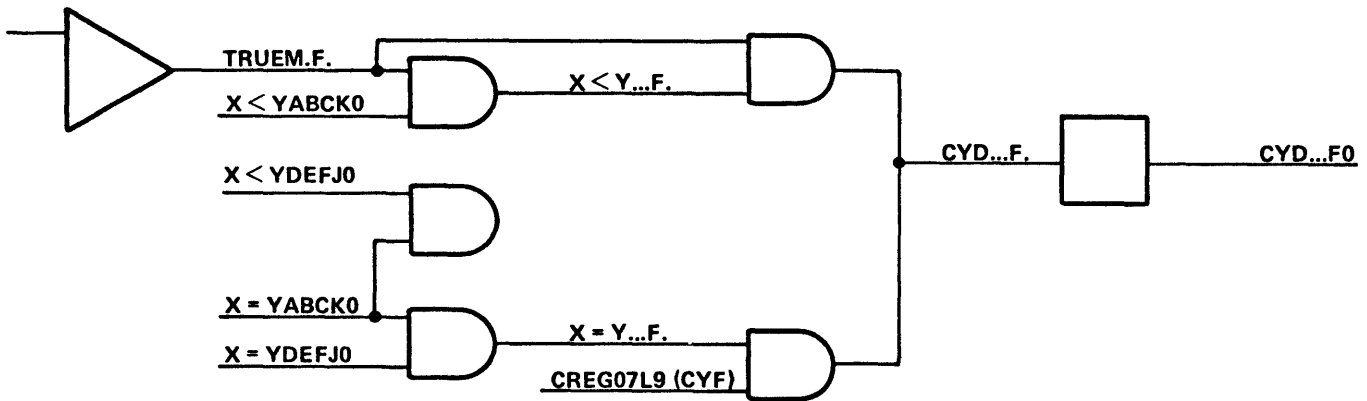 TRUEM.F.
X < YABCK0
X < Y...F.
X < YDEFJ0
CYD...F.
CYD...F0
X = YABCK0
X = YDEFJ0
X = Y...F.
CREG07L9 (CYF)